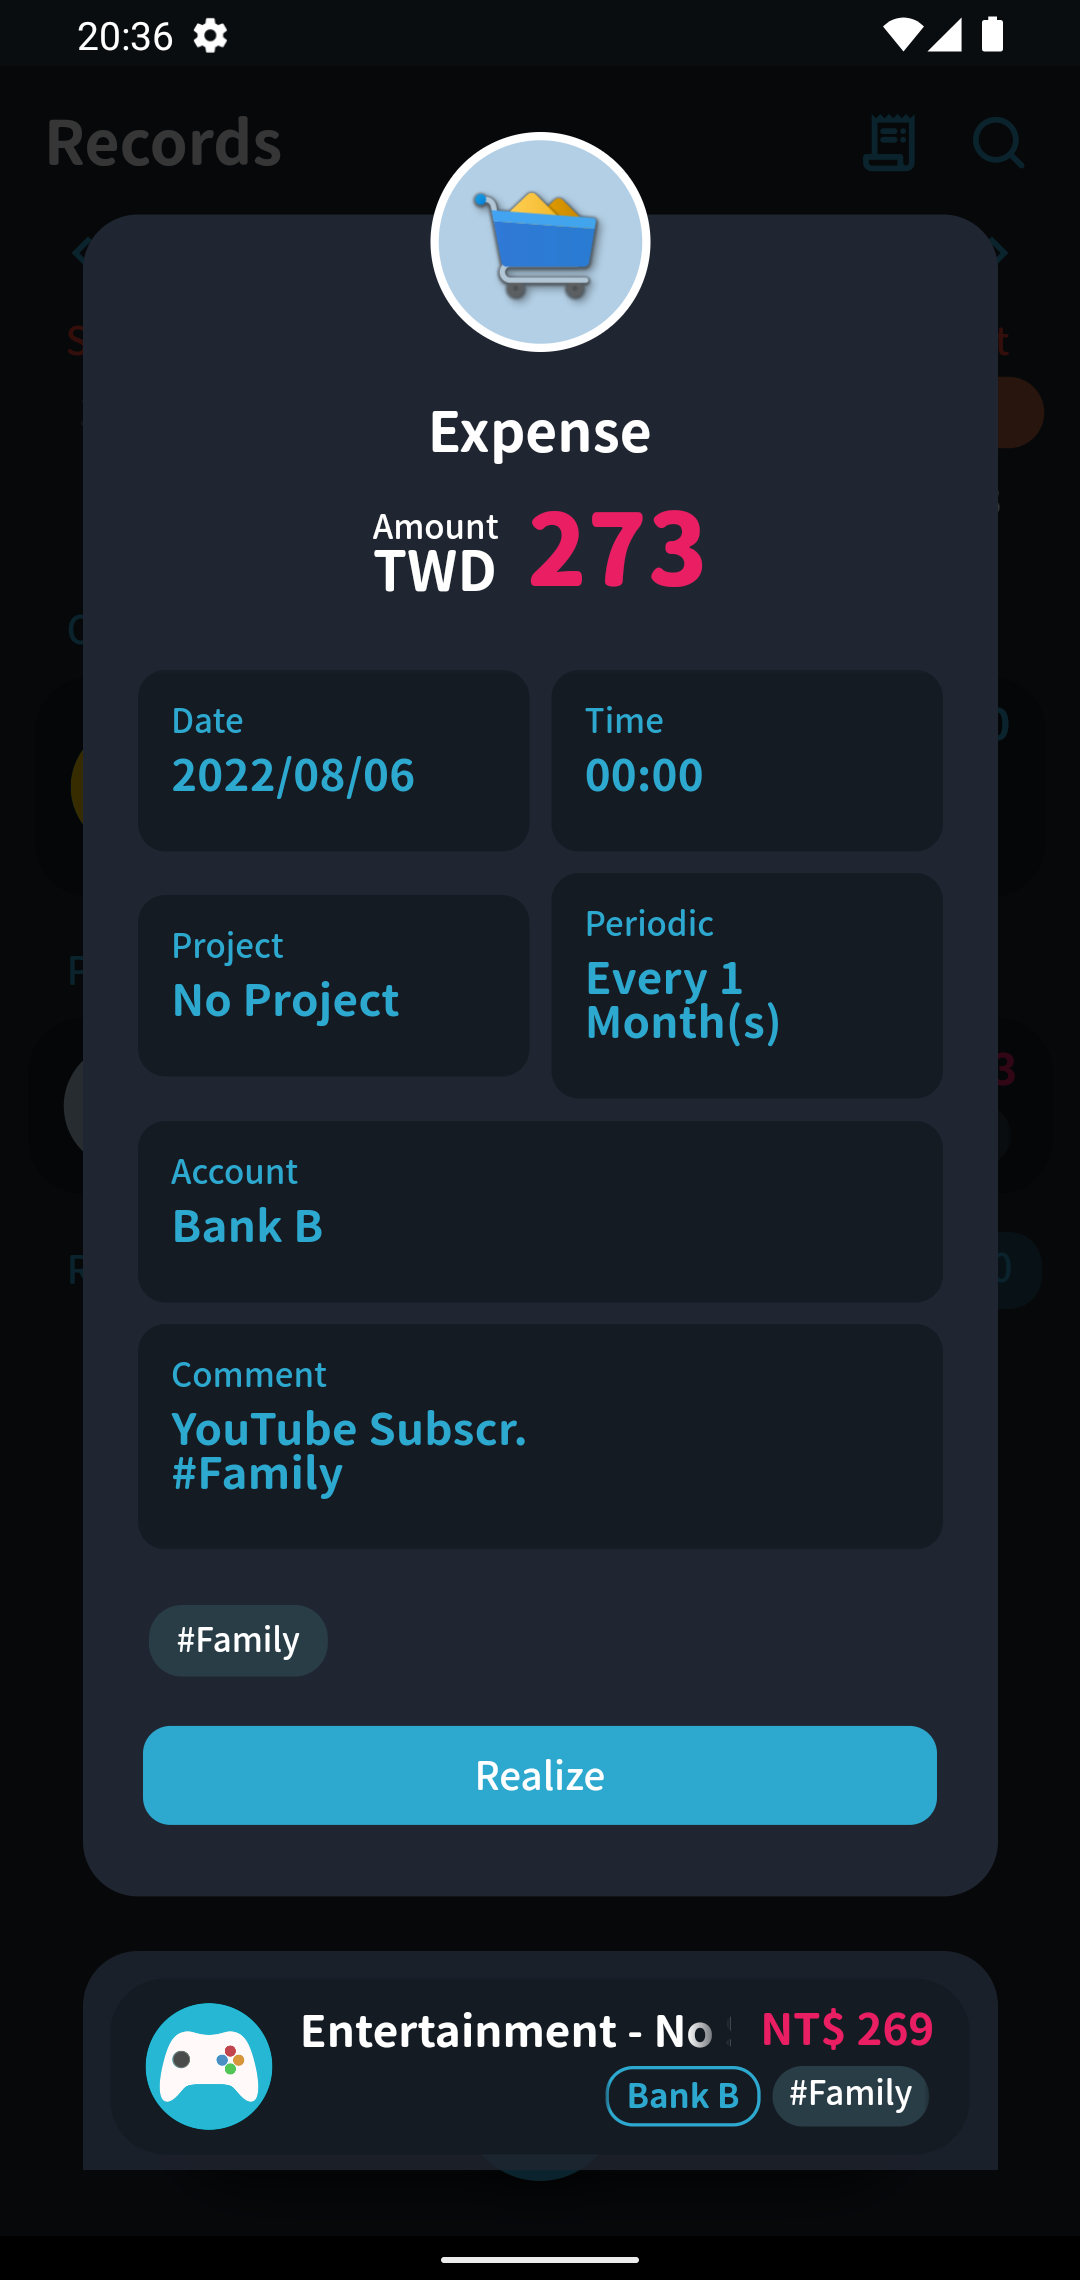 20:36
Records
Expense
Amount
TWD 273
Date
2022/08/06
Time
00:00
Project
No Project
Periodic
Every 1
Month(s)
Account
Bank B
Comment
YouTube Subscr.
#Family
#Family
Realize
Entertainment - No
NT$ 269
Bank B
#Family